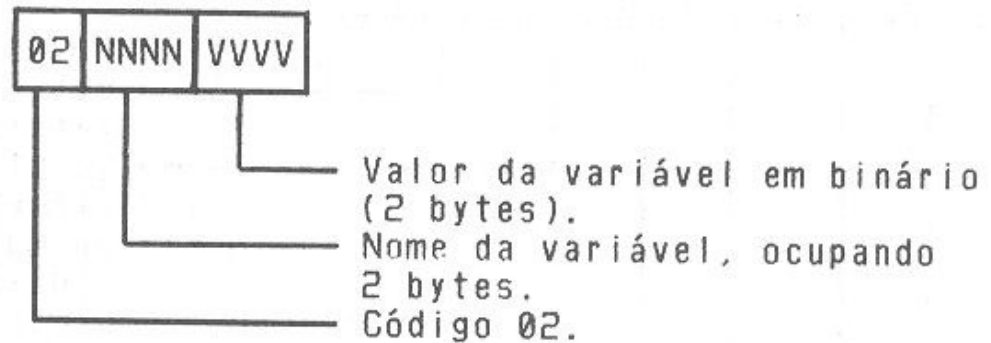 02 NNNN VVVV
Valor da variável em binário
(2 bytes).
Nome da variável, ocupando
2 bytes.
Código 02.